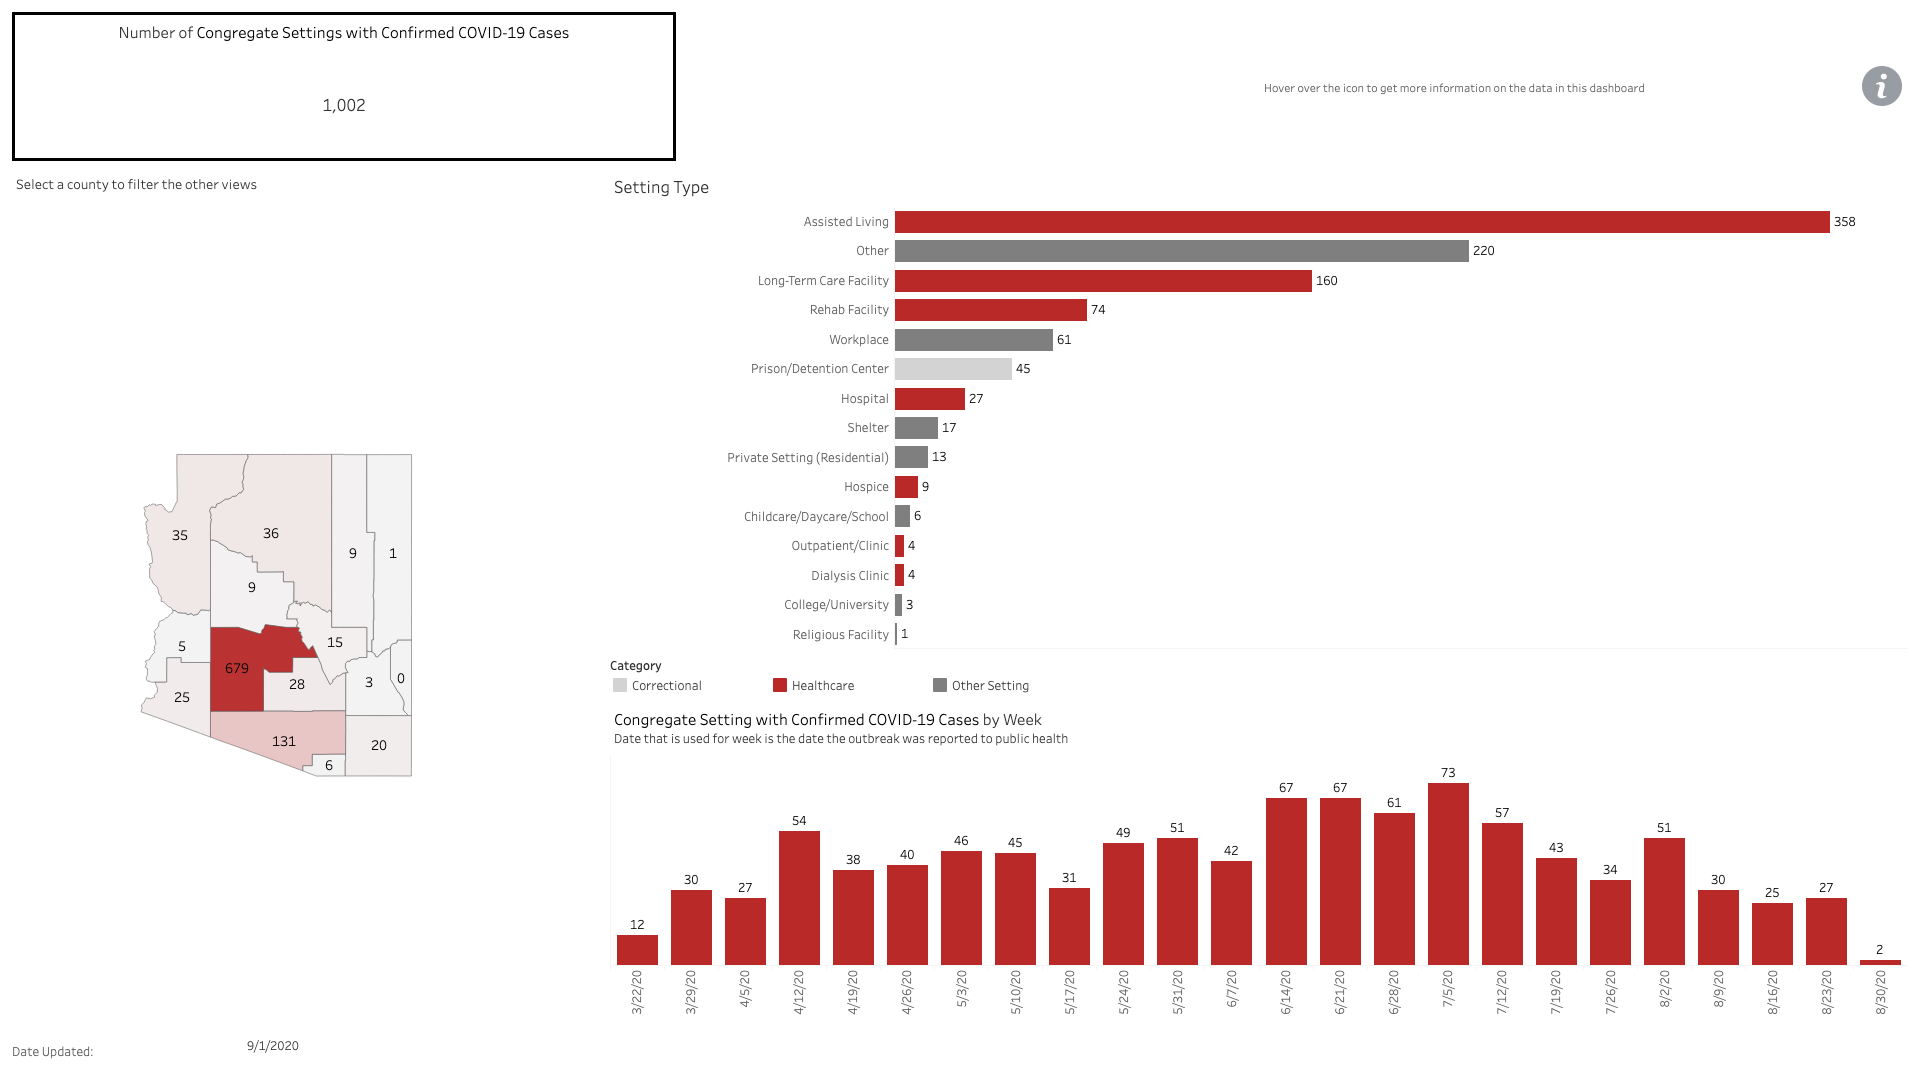 Number of Congregate Settings with Confirmed COVID-19 Cases
1,002
Hover over the icon to get more information on the data in this dashboard
i
Select a county to filter the other views
35
36
9
1
9
5
15
679
28
3
0
25
131
20
6
Setting Type
Assisted Living 358
Other 220
Long-Term Care Facility 160
Rehab Facility 74
Workplace 61
Prison/Detention Center 45
Hospital 27
Shelter 17
Private Setting (Residential) 13
Hospice 9
Childcare/Daycare/School 6
Outpatient/Clinic 4
Dialysis Clinic 4
College/University 3
Religious Facility 1
Category
Correctional Healthcare Other Setting
Congregate Setting with Confirmed COVID-19 Cases by Week
Date that is used for week is the date the outbreak was reported to public health
12 30 27 54 38 40 46 45 31 49 51 42 67 67 61 73 57 43 34 51 30 25 27 2
3/22/20 3/29/20 4/5/20 4/12/20 4/19/20 4/26/20 5/3/20 5/10/20 5/17/20 5/24/20 5/31/20 6/7/20 6/14/20 6/21/20 6/28/20 7/5/20 7/12/20 7/19/20 7/26/20 8/2/20 8/9/20 8/16/20 8/23/20 8/30/20
Date Updated: 9/1/2020